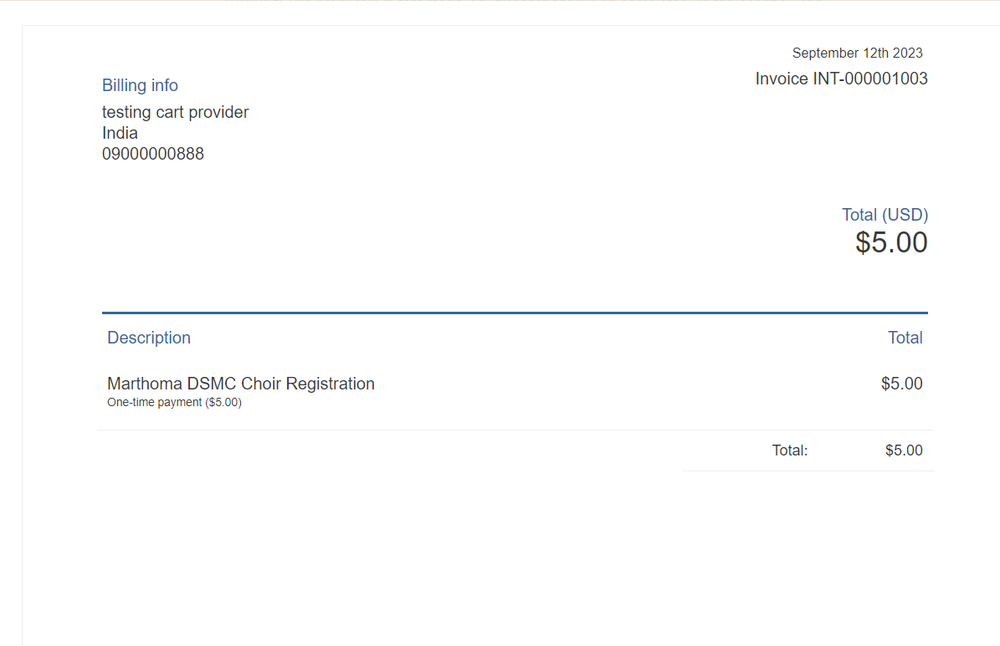 September 12th 2023
Invoice INT-000001003
Billing info
testing cart provider
India
09000000888
Total (USD)
$5.00
Description Total
Marthoma DSMC Choir Registration $5.00
One-time payment ($5.00)
Total: $5.00